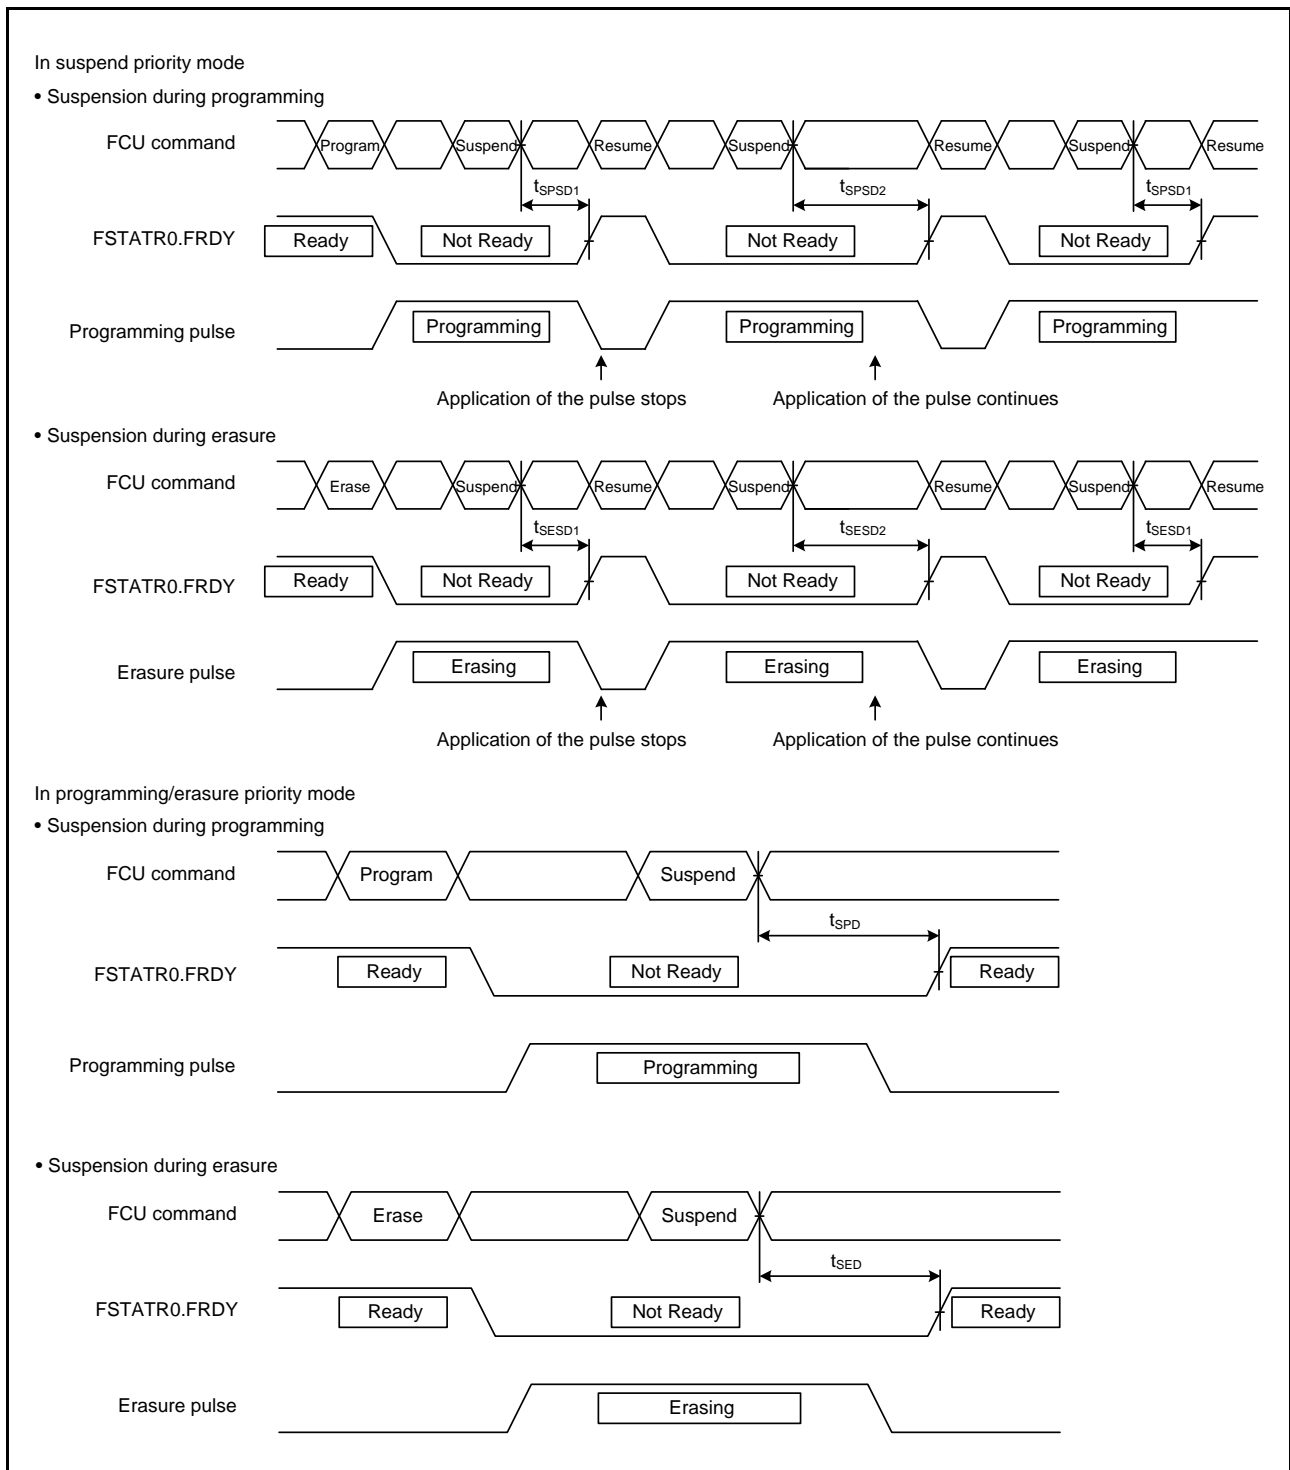 In suspend priority mode
• Suspension during programming
FCU command
Program
Suspend
Resume
Suspend
Resume
Suspend
Resume
tSPSD1
tSPSD2
tSPSD1
FSTATR0.FRDY
Ready
Not Ready
Not Ready
Not Ready
Programming pulse
Programming
Programming
Programming
Application of the pulse stops
Application of the pulse continues
• Suspension during erasure
FCU command
Erase
Suspend
Resume
Suspend
Resume
Suspend
Resume
tSESD1
tSESD2
tSESD1
FSTATR0.FRDY
Ready
Not Ready
Not Ready
Not Ready
Erasure pulse
Erasing
Erasing
Erasing
Application of the pulse stops
Application of the pulse continues
In programming/erasure priority mode
• Suspension during programming
FCU command
Program
Suspend
tSPD
FSTATR0.FRDY
Ready
Not Ready
Ready
Programming pulse
Programming
• Suspension during erasure
FCU command
Erase
Suspend
tSED
FSTATR0.FRDY
Ready
Not Ready
Ready
Erasure pulse
Erasing